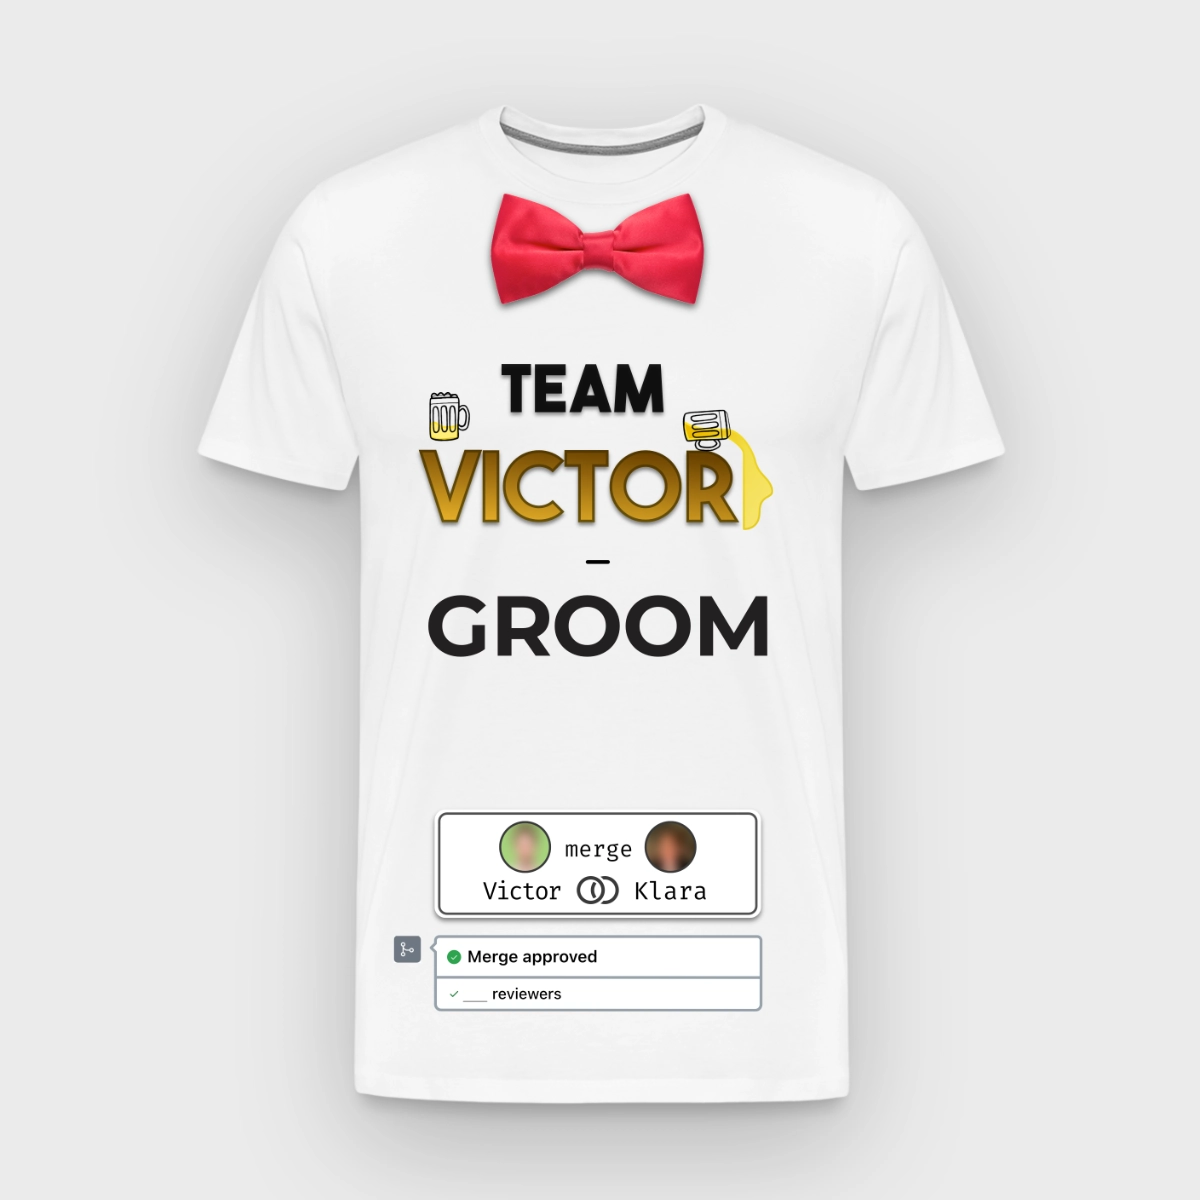 TEAM
VICTOR
–
GROOM
merge
Victor Klara
Merge approved
___ reviewers